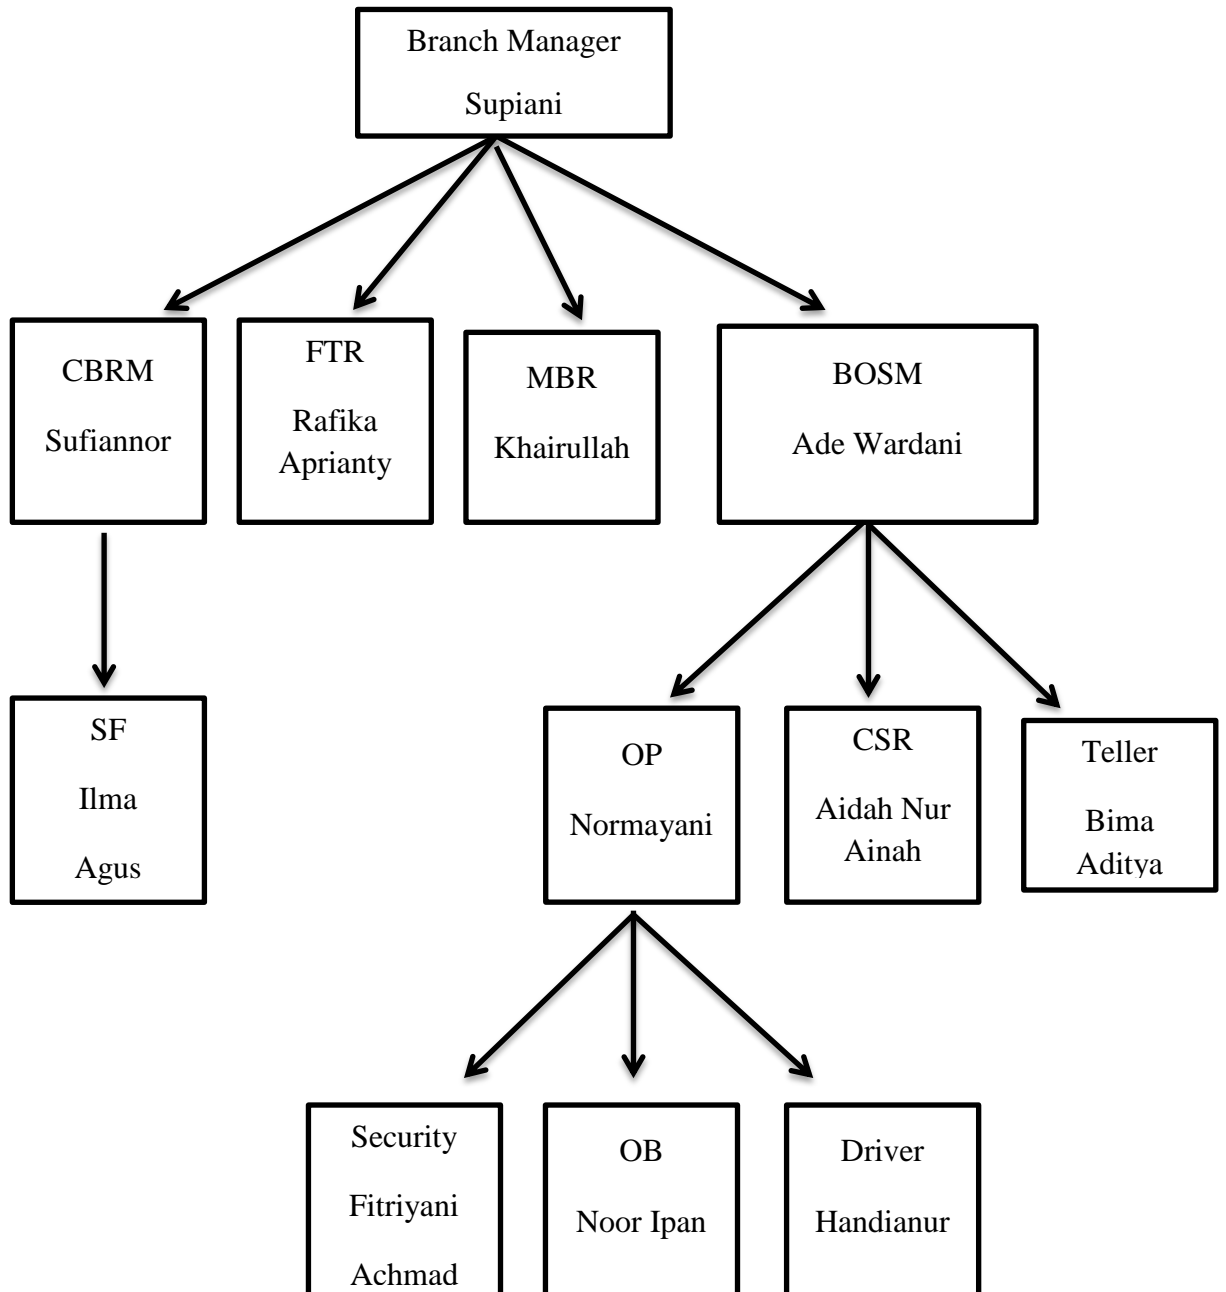 Branch Manager
Supiani
CBRM
Sufiannor
FTR
Rafika
Aprianty
MBR
Khairullah
BOSM
Ade Wardani
SF
Ilma
Agus
OP
Normayani
CSR
Aidah Nur
Ainah
Teller
Bima
Aditya
Security
Fitriyani
Achmad
OB
Noor Ipan
Driver
Handianur